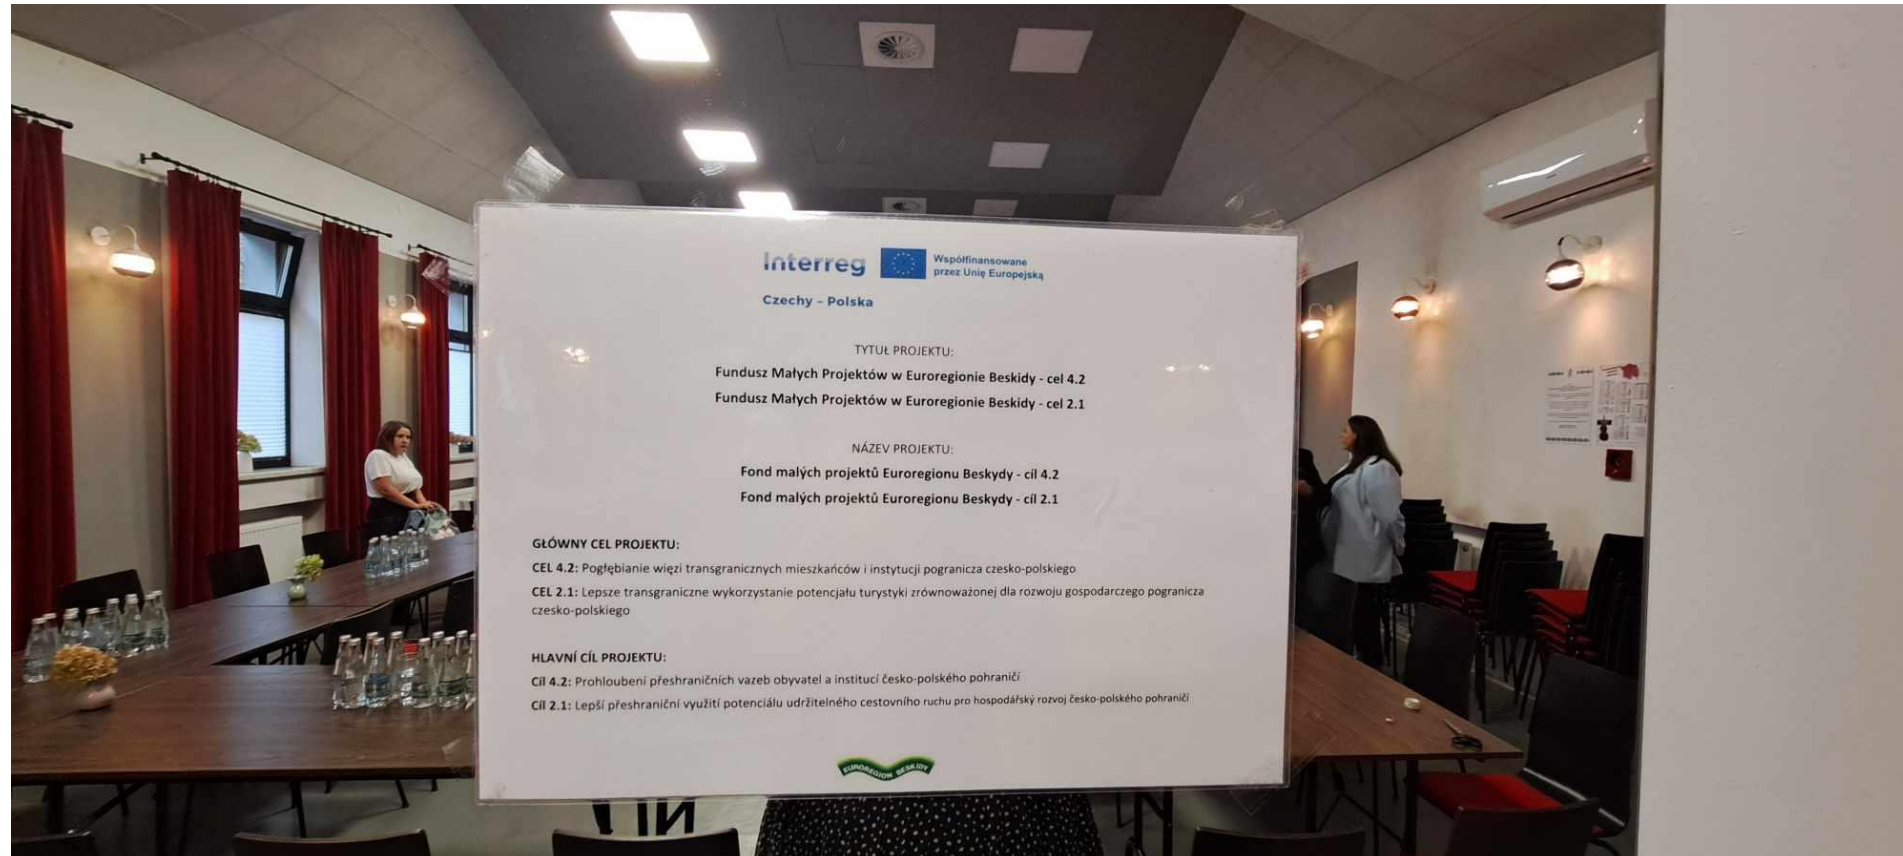 Interreg
Współfinansowane
przez Unię Europejską
Czechy – Polska
TYTUŁ PROJEKTU:
Fundusz Małych Projektów w Euroregionie Beskidy - cel 4.2
Fundusz Małych Projektów w Euroregionie Beskidy - cel 2.1
NÁZEV PROJEKTU:
Fond malých projektů Euroregionu Beskydy - cíl 4.2
Fond malých projektů Euroregionu Beskydy - cíl 2.1
GŁÓWNY CEL PROJEKTU:
CEL 4.2: Pogłębianie więzi transgranicznych mieszkańców i instytucji pogranicza czesko-polskiego
CEL 2.1: Lepsze transgraniczne wykorzystanie potencjału turystyki zrównoważonej dla rozwoju gospodarczego pogranicza
czesko-polskiego
HLAVNÍ CÍL PROJEKTU:
Cíl 4.2: Prohloubení přeshraničních vazeb obyvatel a institucí česko-polského pohraničí
Cíl 2.1: Lepší přeshraniční využití potenciálu udržitelného cestovního ruchu pro hospodářský rozvoj česko-polského pohraničí
EUROREGION BESKIDY